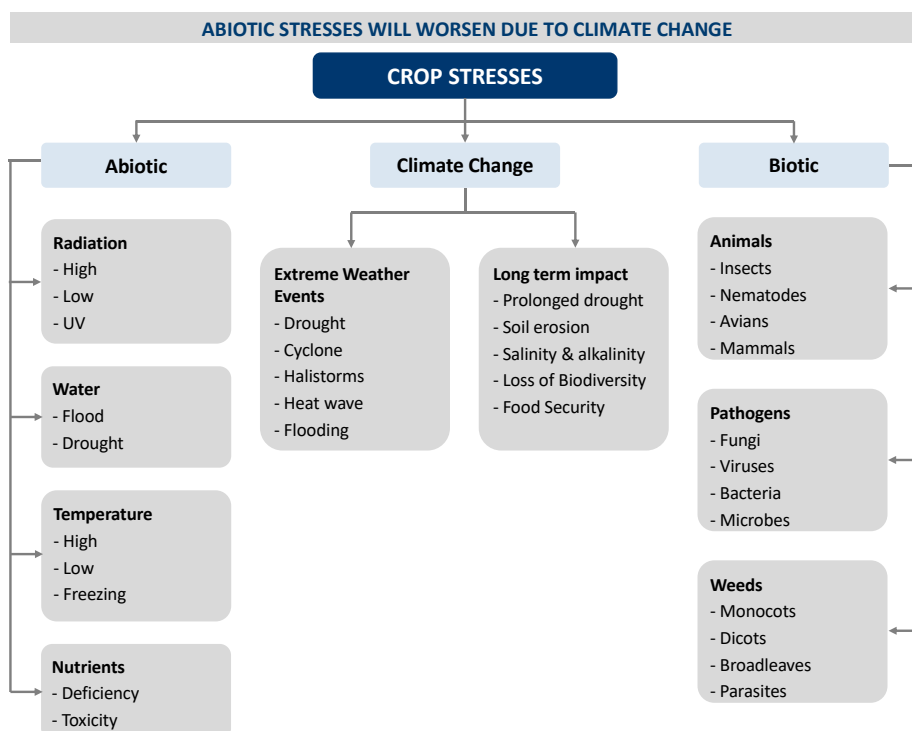 ABIOTIC STRESSES WILL WORSEN DUE TO CLIMATE CHANGE
CROP STRESSES
Abiotic
Radiation
- High
- Low
- UV
Water
- Flood
- Drought
Temperature
- High
- Low
- Freezing
Nutrients
- Deficiency
- Toxicity
Climate Change
Extreme Weather
Events
- Drought
- Cyclone
- Halistorms
- Heat wave
- Flooding
Long term impact
- Prolonged drought
- Soil erosion
- Salinity & alkalinity
- Loss of Biodiversity
- Food Security
Biotic
Animals
- Insects
- Nematodes
- Avians
- Mammals
Pathogens
- Fungi
- Viruses
- Bacteria
- Microbes
Weeds
- Monocots
- Dicots
- Broadleaves
- Parasites